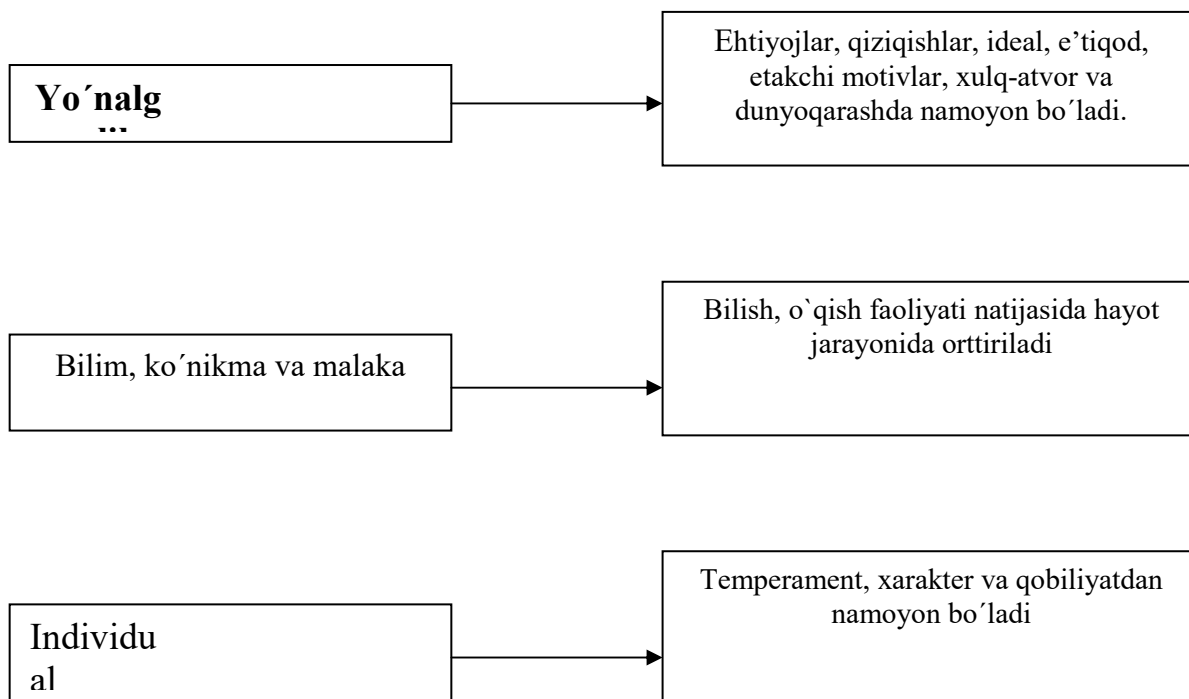 Yo´nalg
Ehtiyojlar, qiziqishlar, ideal, e’tiqod,
etakchi motivlar, xulq-atvor va
dunyoqarashda namoyon bo´ladi.
Bilim, ko´nikma va malaka
Bilish, o`qish faoliyati natijasida hayot
jarayonida orttiriladi
Individu
al
Temperament, xarakter va qobiliyatdan
namoyon bo´ladi